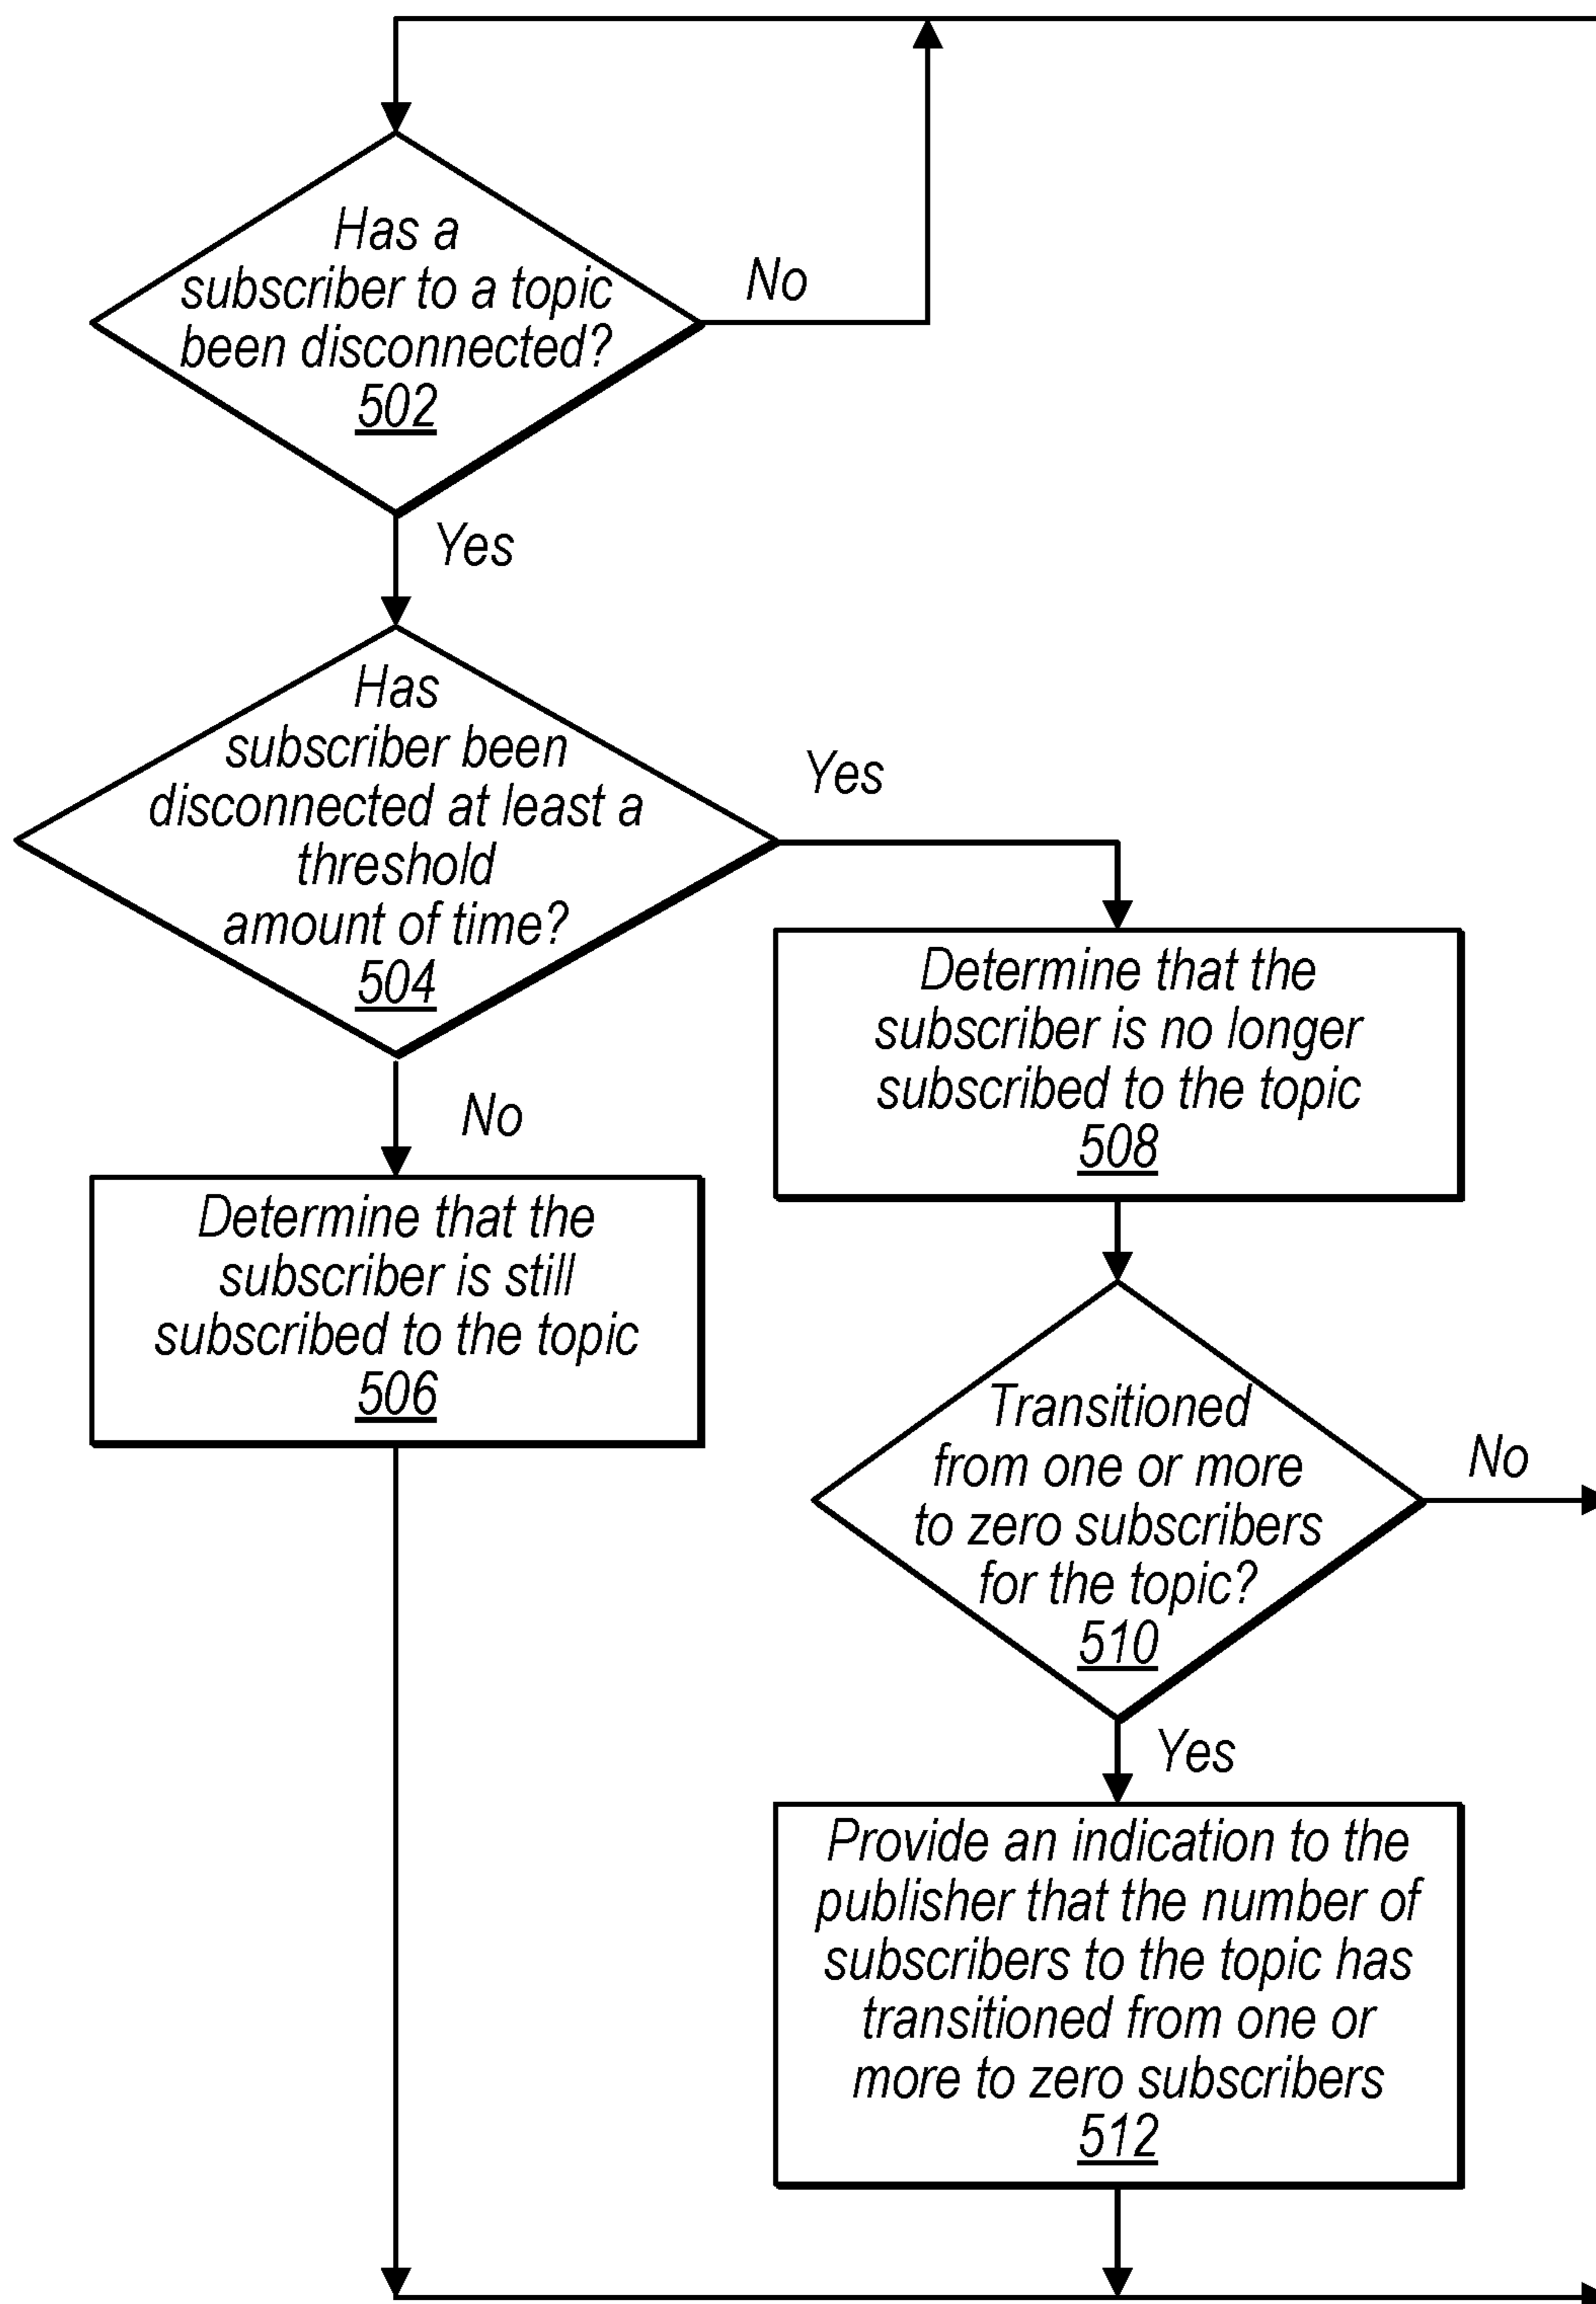 Has a
subscriber to a topic
been disconnected?
502
No
Yes
Has
subscriber been
disconnected at least a
threshold
amount of time?
504
Yes
No
Determine that the
subscriber is still
subscribed to the topic
506
Determine that the
subscriber is no longer
subscribed to the topic
508
Transitioned
from one or more
to zero subscribers
for the topic?
510
No
Yes
Provide an indication to the
publisher that the number of
subscribers to the topic has
transitioned from one or
more to zero subscribers
512